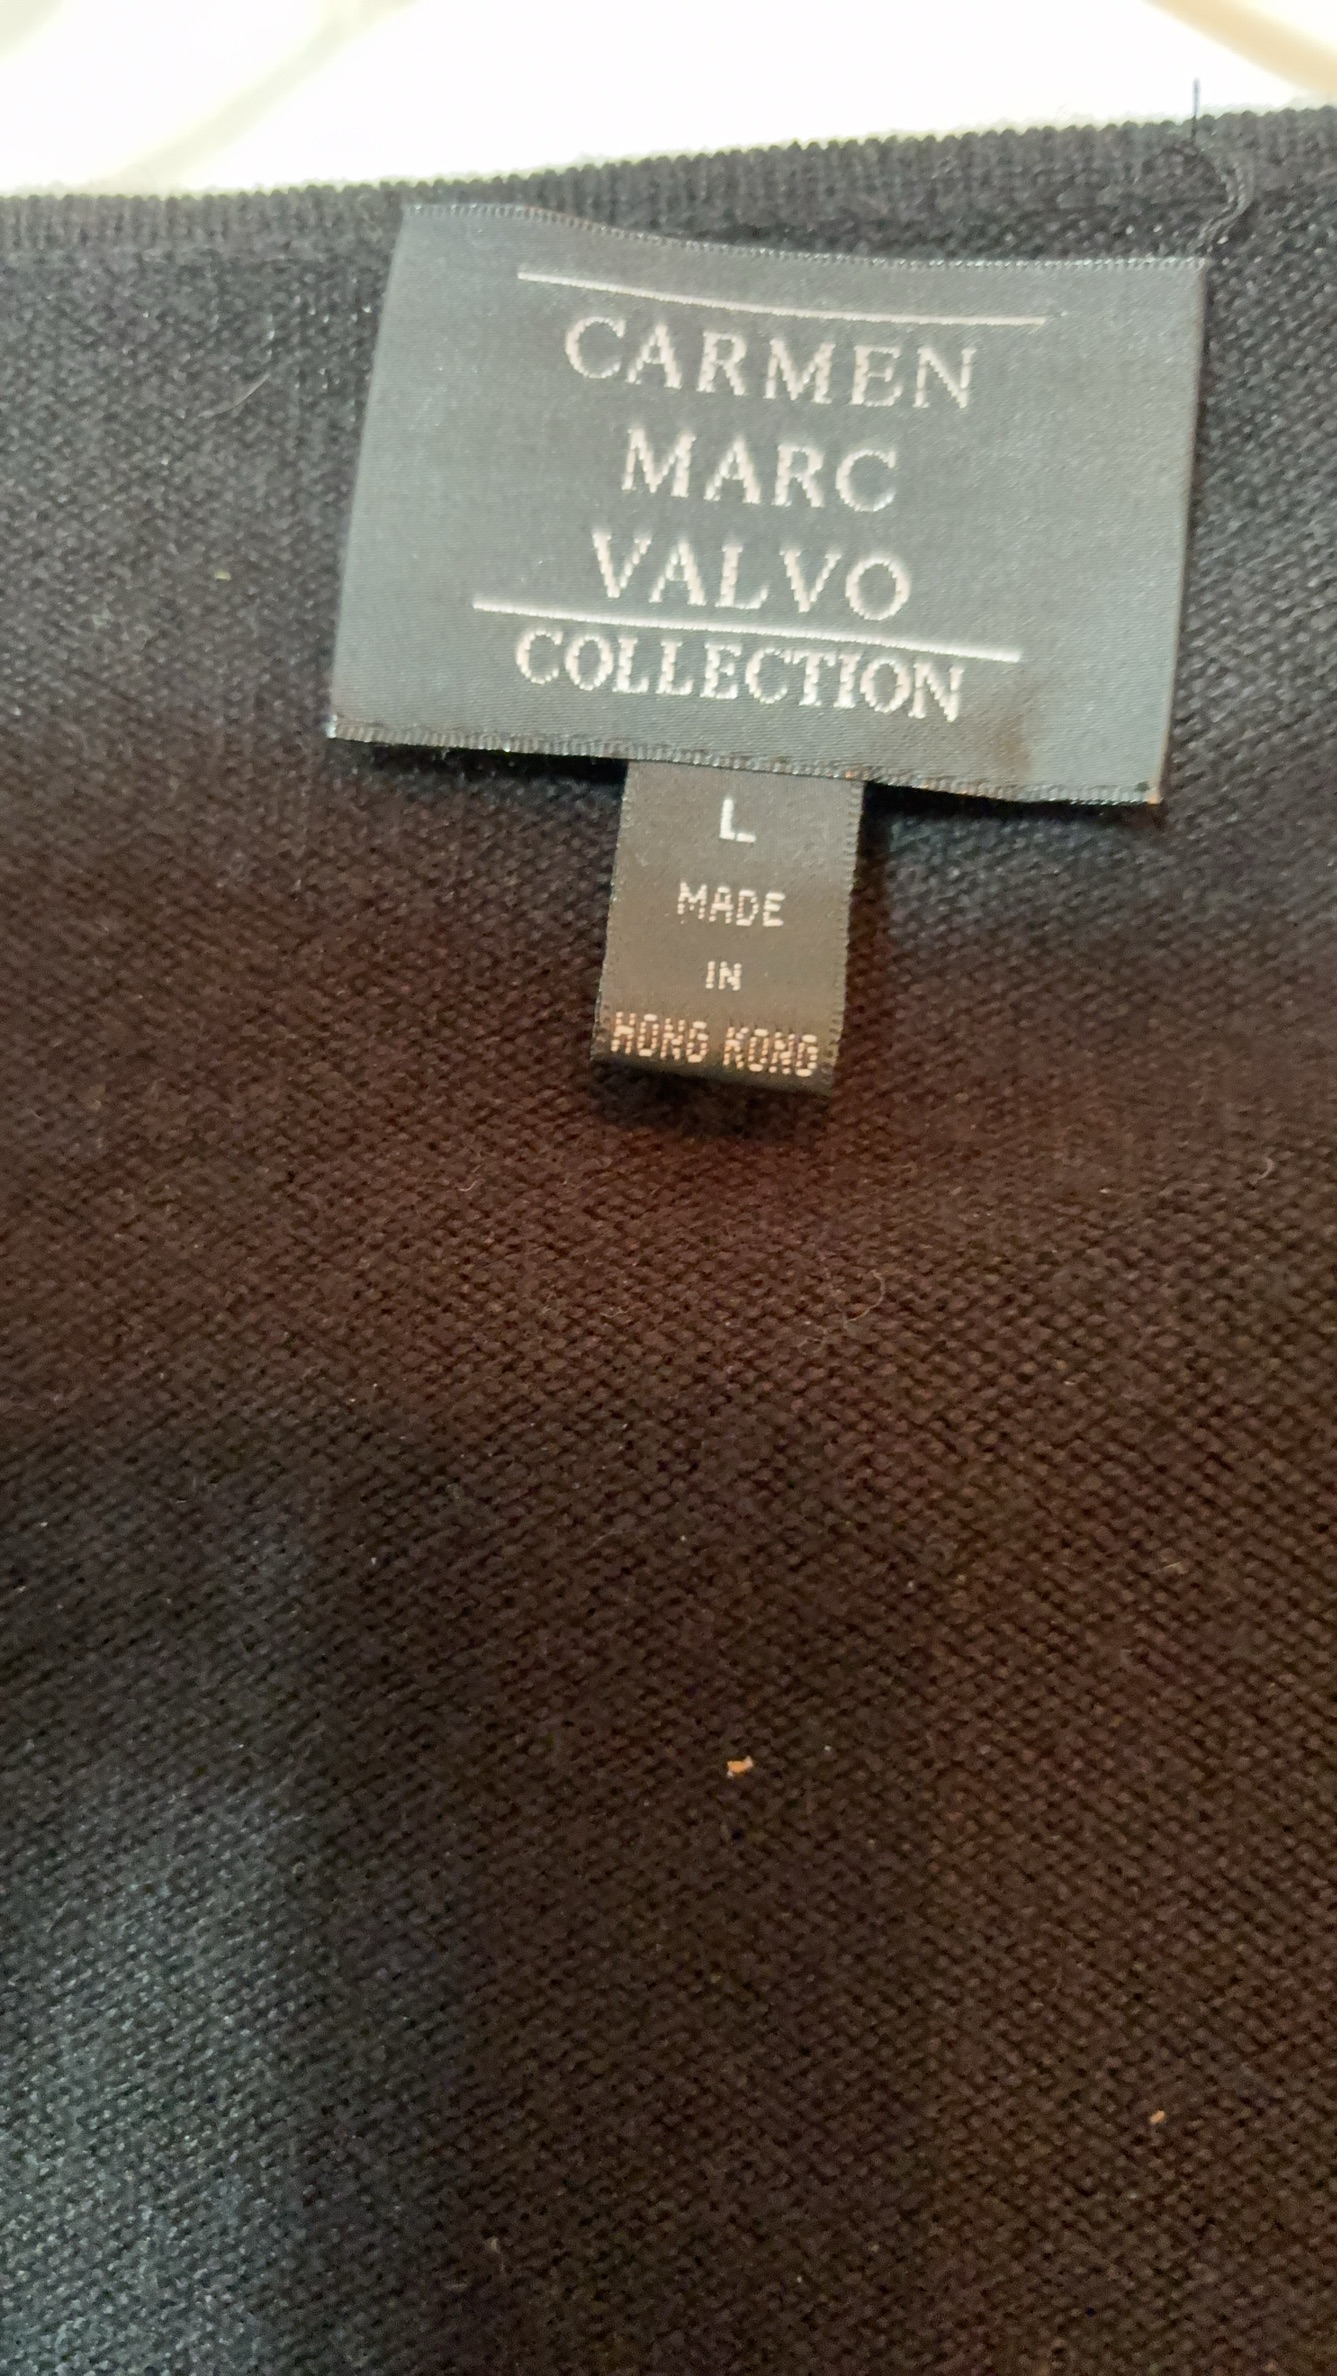 CARMEN
MARC
VALVO
COLLECTION
L
MADE
IN
HONG KONG